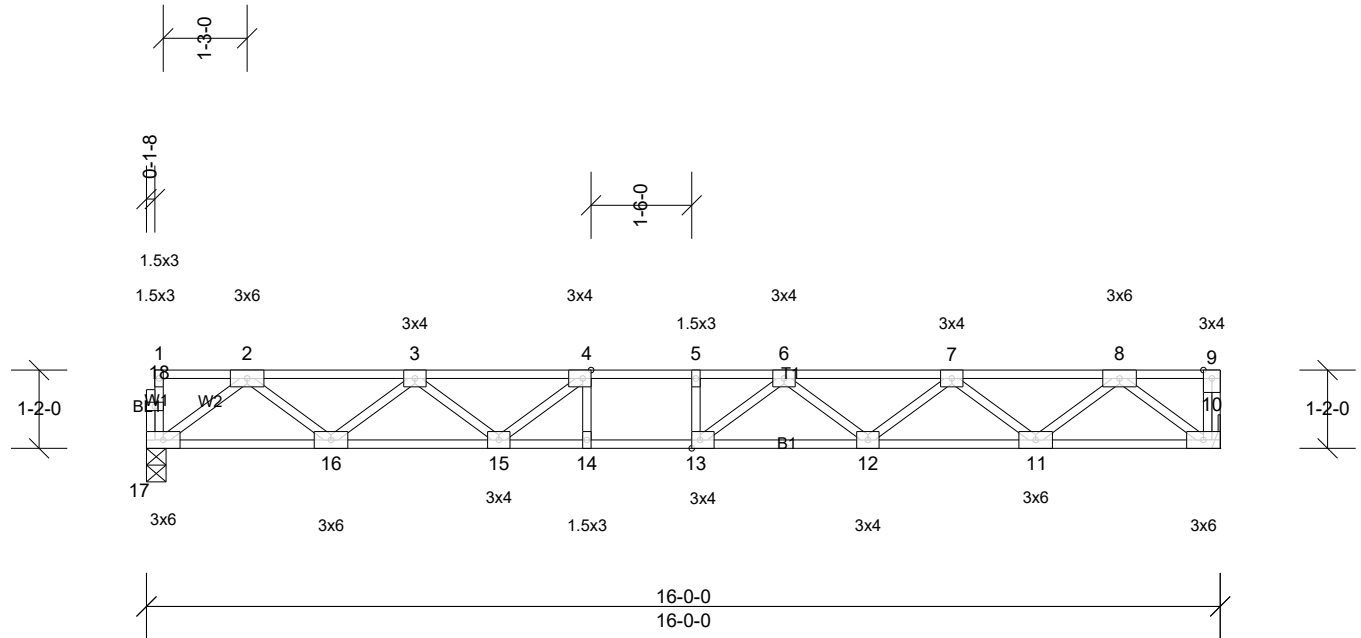 1-3-0
0-1-8
1-6-0
1.5x3
1.5x3 3x6 3x4 3x4 3x6
3x4 1.5x3 3x4 3x4
1 2 3 4 5 6 7 8 9
18 T1
1-2-0 W1 W2 10 1-2-0
BL1
B1
16 15 14 13 12 11
17
3x4 3x4 3x6
3x6 3x6 1.5x3 3x4 3x6
16-0-0
16-0-0